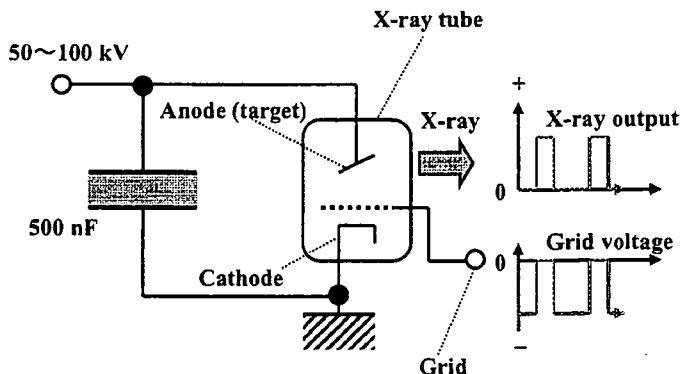 X-ray tube
50～100 kV
+
Anode (target)
X-ray
X-ray output
0
500 nF
Grid voltage
Cathode
0
−
Grid